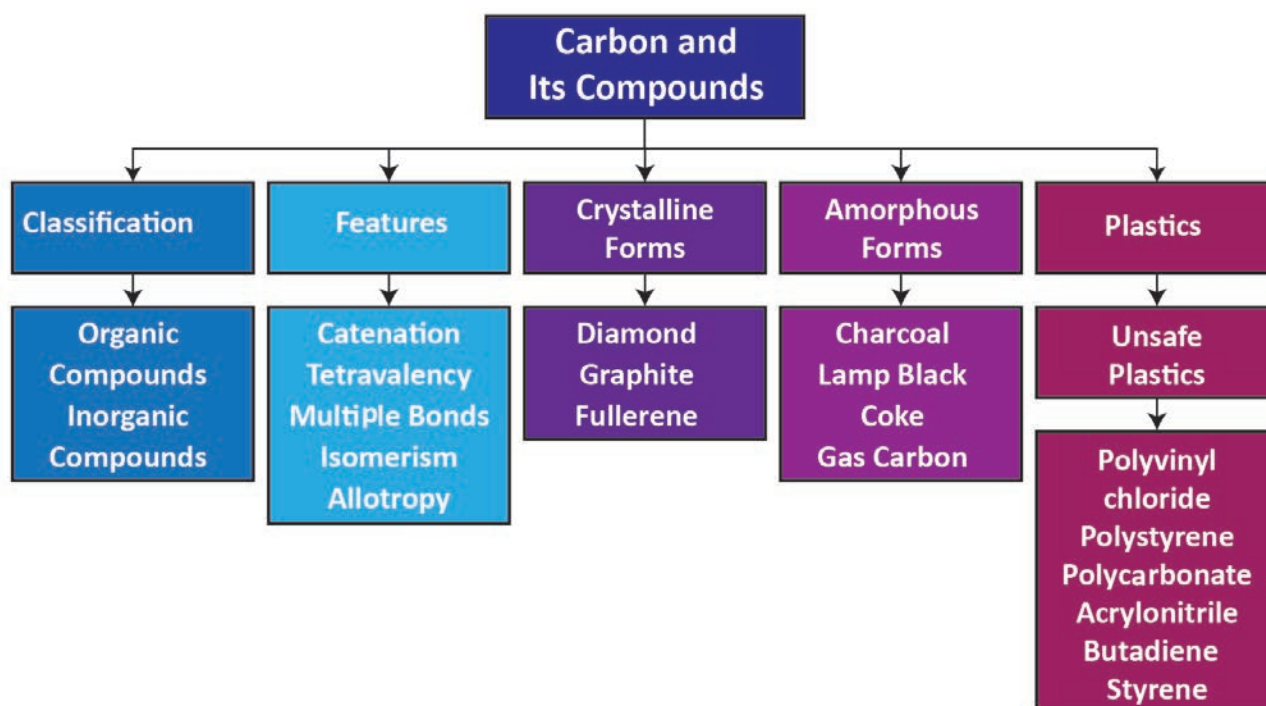 Carbon and
Its Compounds
Classification
Features
Crystalline
Forms
Amorphous
Forms
Plastics
Organic
Compounds
Inorganic
Compounds
Catenation
Tetravalency
Multiple Bonds
Isomerism
Allotropy
Diamond
Graphite
Fullerene
Charcoal
Lamp Black
Coke
Gas Carbon
Unsafe
Plastics
Polyvinyl
chloride
Polystyrene
Polycarbonate
Acrylonitrile
Butadiene
Styrene